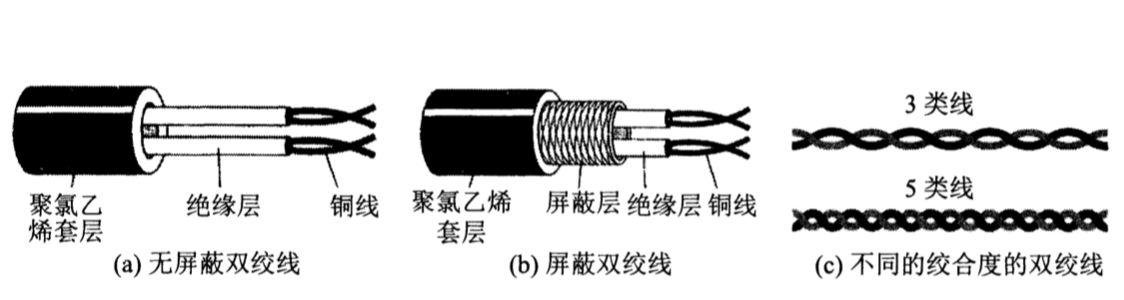 聚氯乙
烯套层
绝缘层
铜线
(a) 无屏蔽双绞线
聚氯乙烯
套层
屏蔽层
绝缘层
铜线
(b) 屏蔽双绞线
3 类线
5 类线
(c) 不同的绞合度的双绞线